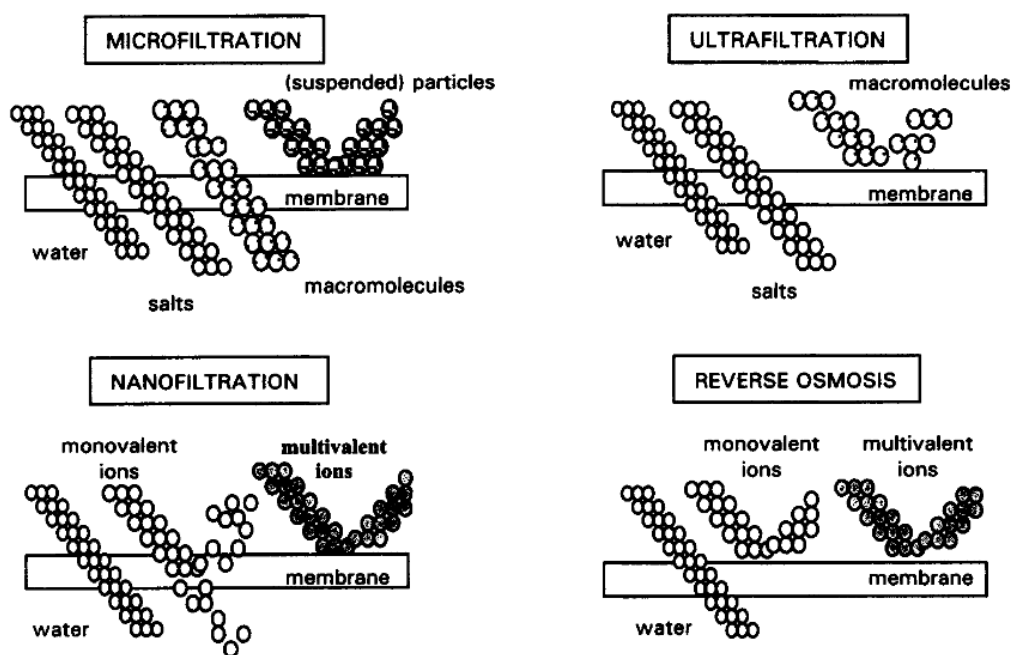 MICROFILTRATION
(suspended) particles
membrane
water
salts
macromolecules
ULTRAFILTRATION
macromolecules
membrane
water
salts
NANOFILTRATION
monovalent
ions
multivalent
ions
membrane
water
REVERSE OSMOSIS
monovalent
ions
multivalent
ions
membrane
water